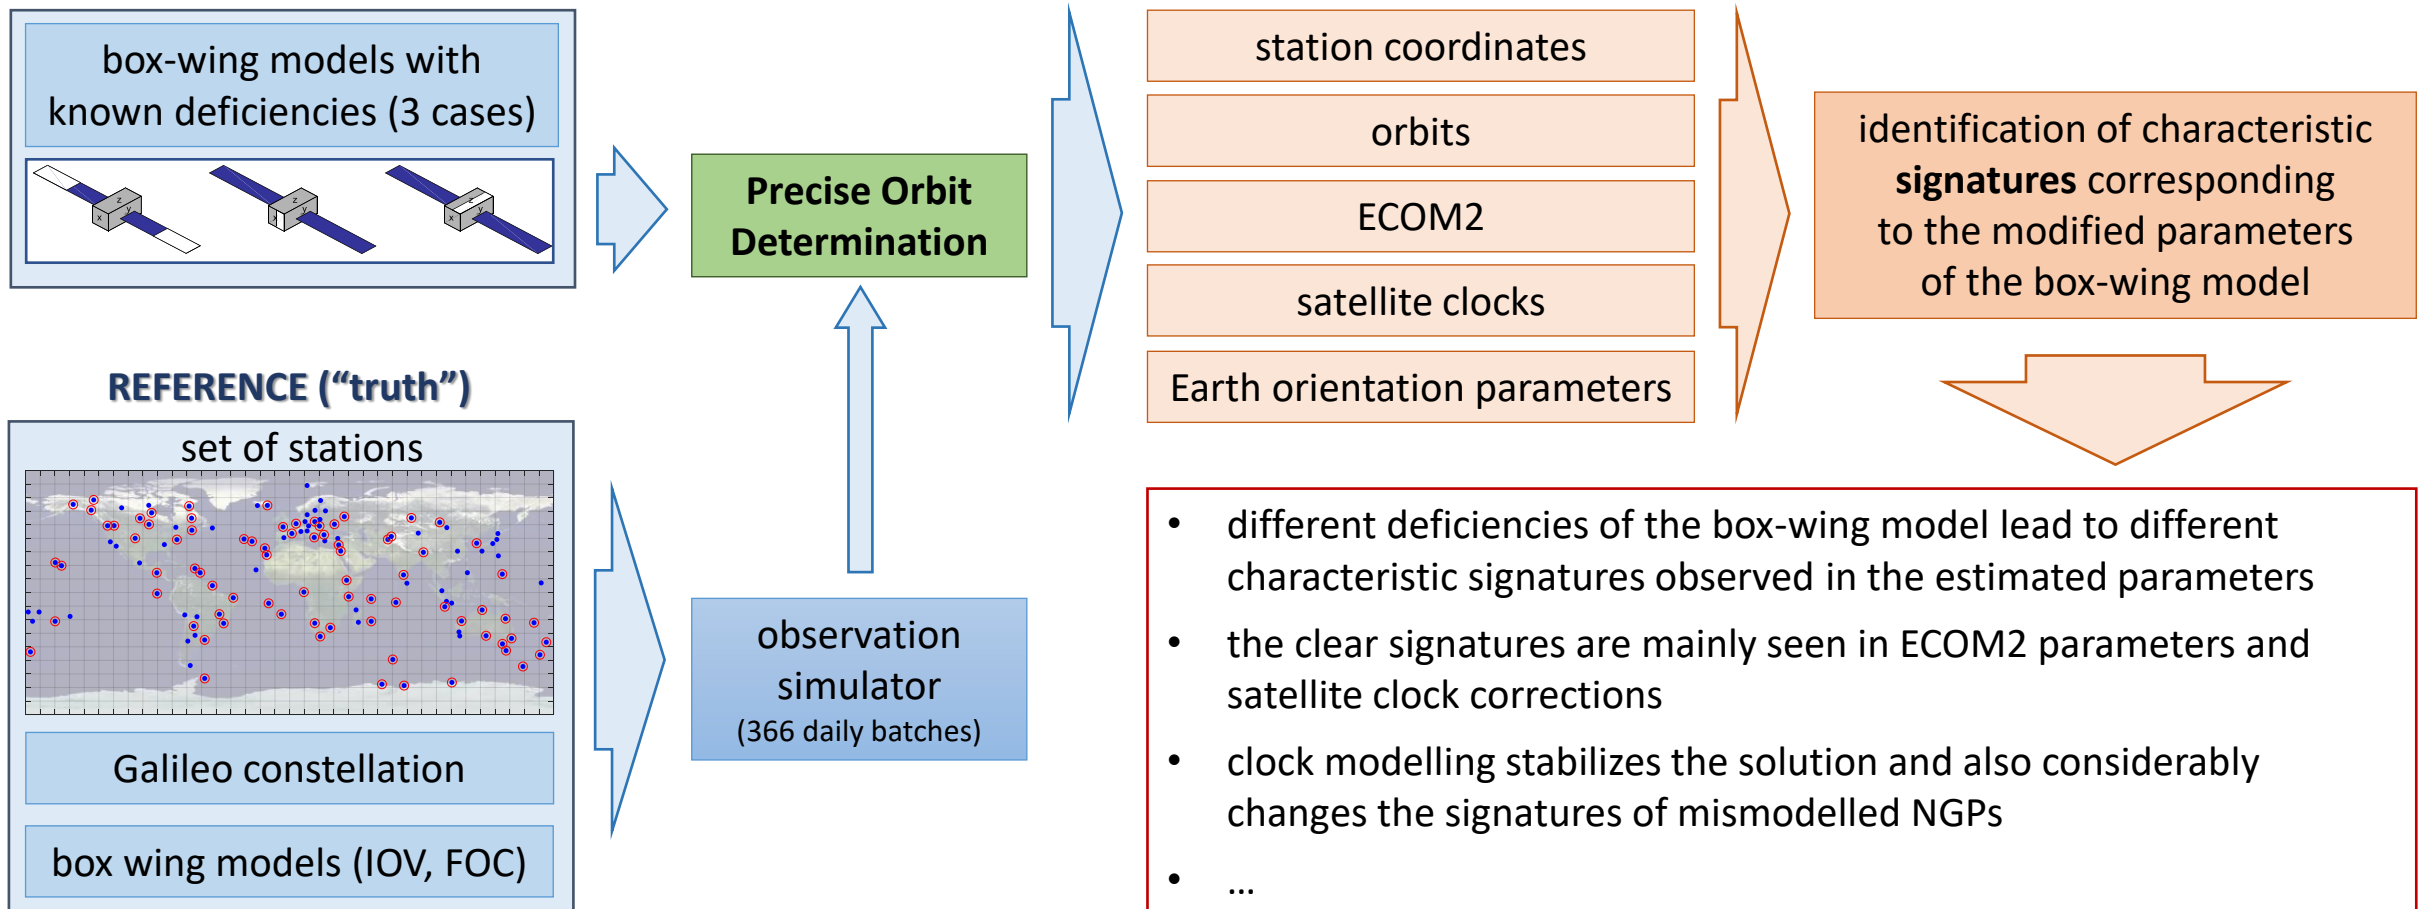 box-wing models with
known deficiencies (3 cases)
z
x
y
z
x
y
z
x
y
Precise Orbit
Determination
station coordinates
orbits
ECOM2
satellite clocks
Earth orientation parameters
identification of characteristic
signatures corresponding
to the modified parameters
of the box-wing model
REFERENCE (“truth”)
set of stations
Galileo constellation
box wing models (IOV, FOC)
observation
simulator
(366 daily batches)
• different deficiencies of the box-wing model lead to different
characteristic signatures observed in the estimated parameters
• the clear signatures are mainly seen in ECOM2 parameters and
satellite clock corrections
• clock modelling stabilizes the solution and also considerably
changes the signatures of mismodelled NGPs
• …